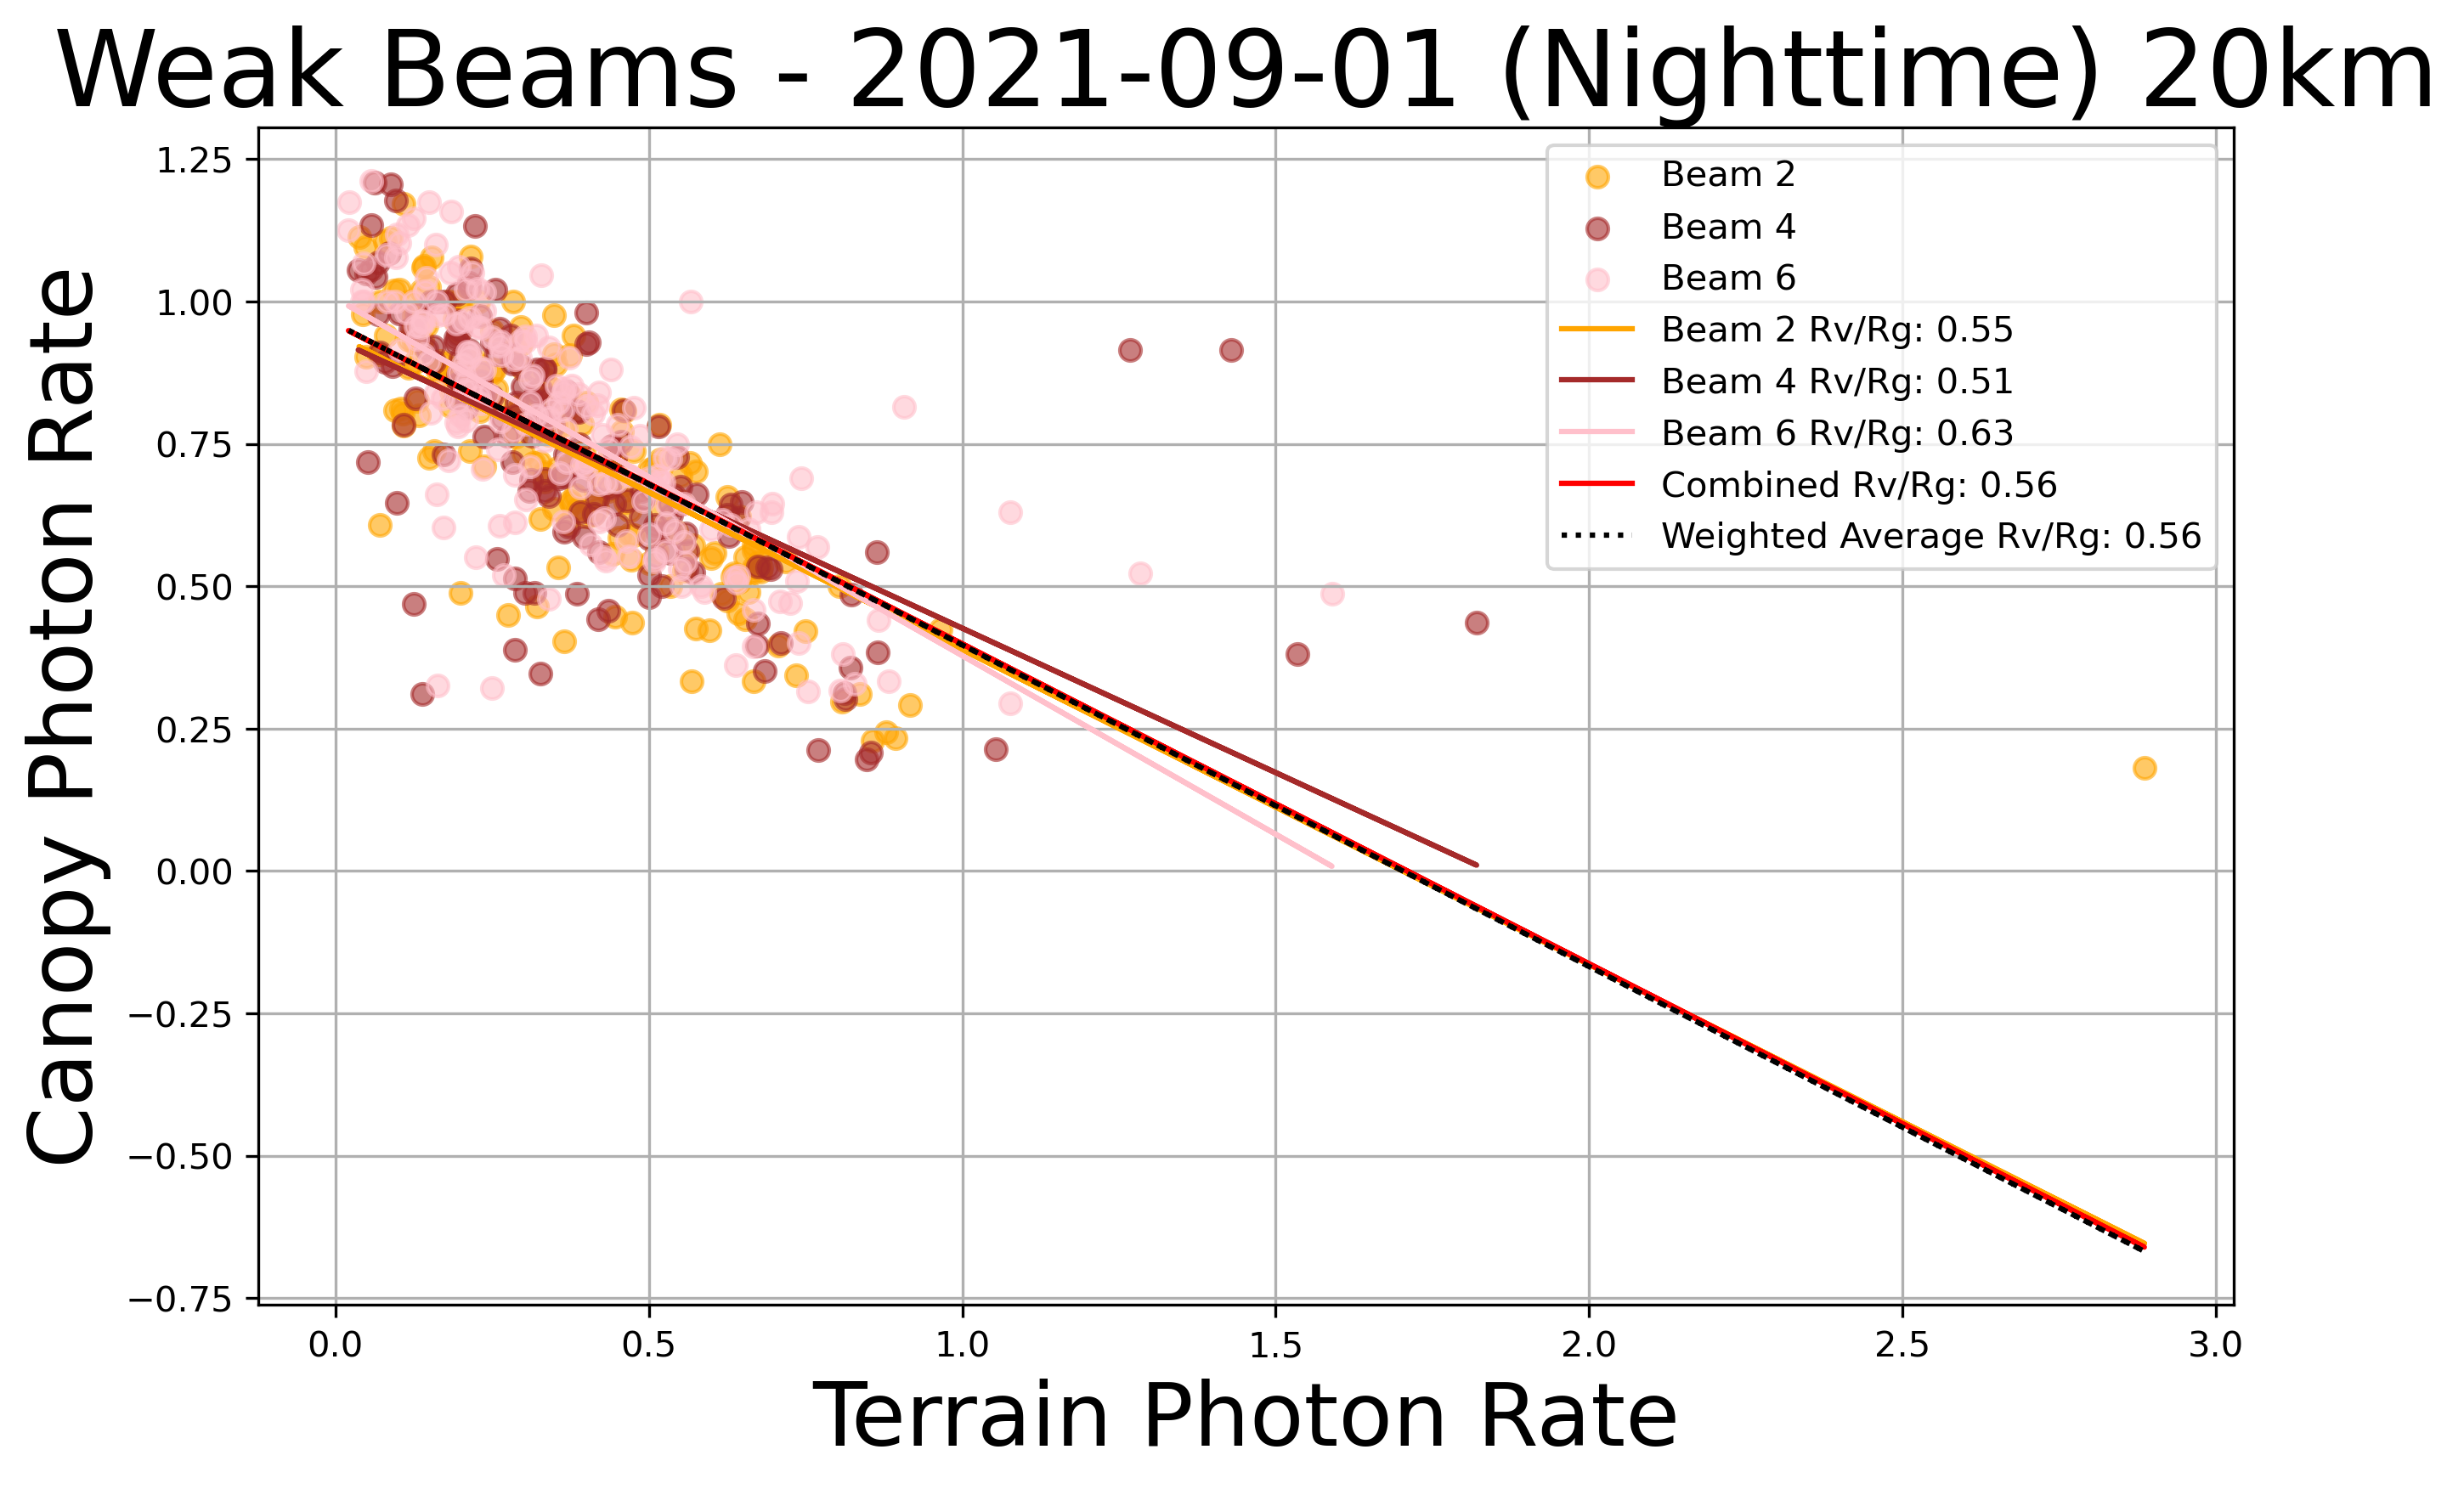 Weak Beams - 2021-09-01 (Nighttime) 20km
Canopy Photon Rate
1.25
1.00
0.75
0.50
0.25
0.00
−0.25
−0.50
−0.75
Beam 2
Beam 4
Beam 6
Beam 2 Rv/Rg: 0.55
Beam 4 Rv/Rg: 0.51
Beam 6 Rv/Rg: 0.63
Combined Rv/Rg: 0.56
Weighted Average Rv/Rg: 0.56
0.0 0.5 1.0 1.5 2.0 2.5 3.0
Terrain Photon Rate